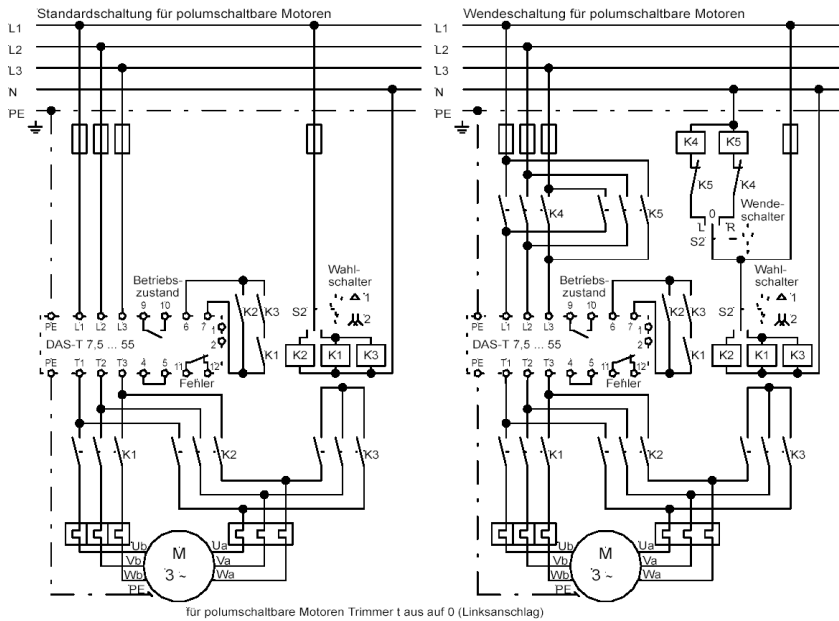 Standardschaltung für polumschaltbare Motoren
L1
L2
L3
N
PE
Betriebs-
zustand
9 10
6 7
1
2
K2 K3
K1
Wahl-
schalter
S2
1
2
PE L1 L2 L3
DAS-T 7,5 ... 55
PE T1 T2 T3 4 5 11 12
Fehler
K2 K1 K3
K1 K2 K3
Ub
Vb
Wb
PE
M
3 ~
Ua
Va
Wa
Wendeschaltung für polumschaltbare Motoren
L1
L2
L3
N
PE
K4 K5
K5 K4
K4 K5
Wende-
schalter
0
L R
S2
Betriebs-
zustand
9 10
6 7
1
2
K2 K3
K1
Wahl-
schalter
S2
1
2
PE L1 L2 L3
DAS-T 7,5 ... 55
PE T1 T2 T3 4 5 11 12
Fehler
K2 K1 K3
K1 K2 K3
Ub
Vb
Wb
PE
M
3 ~
Ua
Va
Wa
für polumschaltbare Motoren Trimmer t aus auf 0 (Linksanschlag)